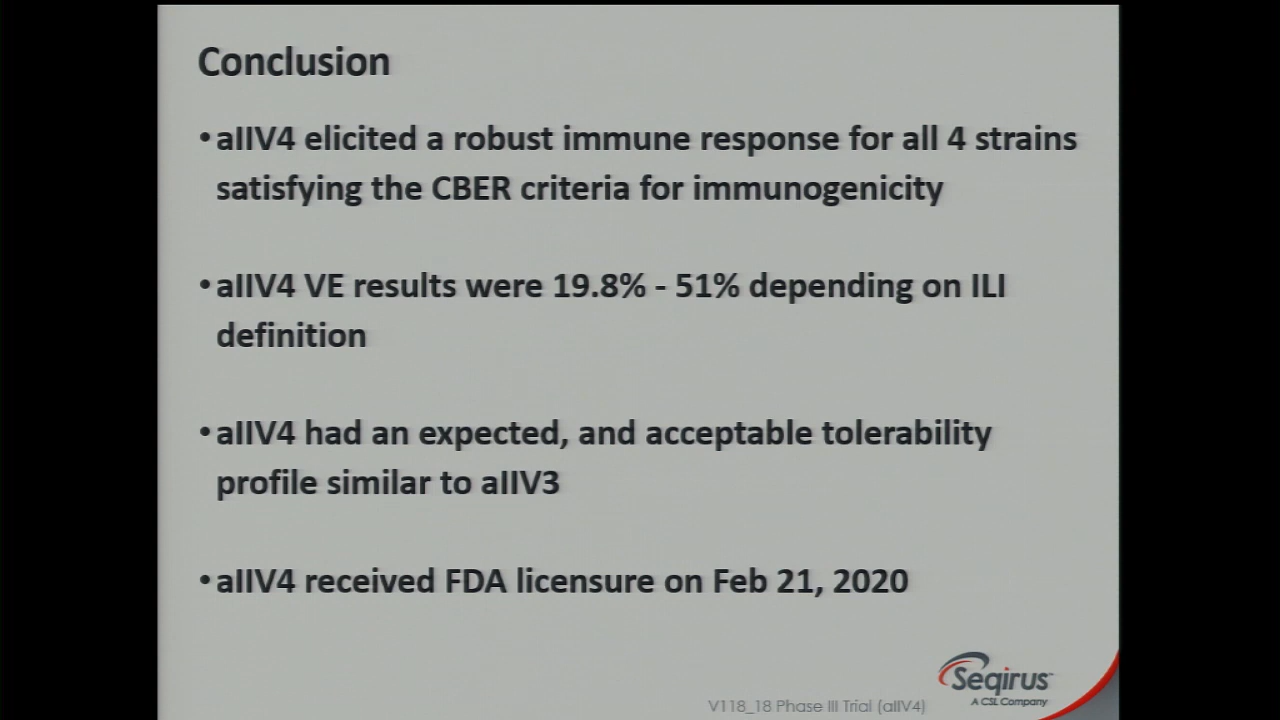 Conclusion
•aIIV4 elicited a robust immune response for all 4 strains
satisfying the CBER criteria for immunogenicity
•aIIV4 VE results were 19.8% - 51% depending on ILI
definition
•aIIV4 had an expected, and acceptable tolerability
profile similar to aIIV3
•aIIV4 received FDA licensure on Feb 21, 2020
Seqirus™
A CSL Company
V118_18 Phase III Trial (aIIV4)